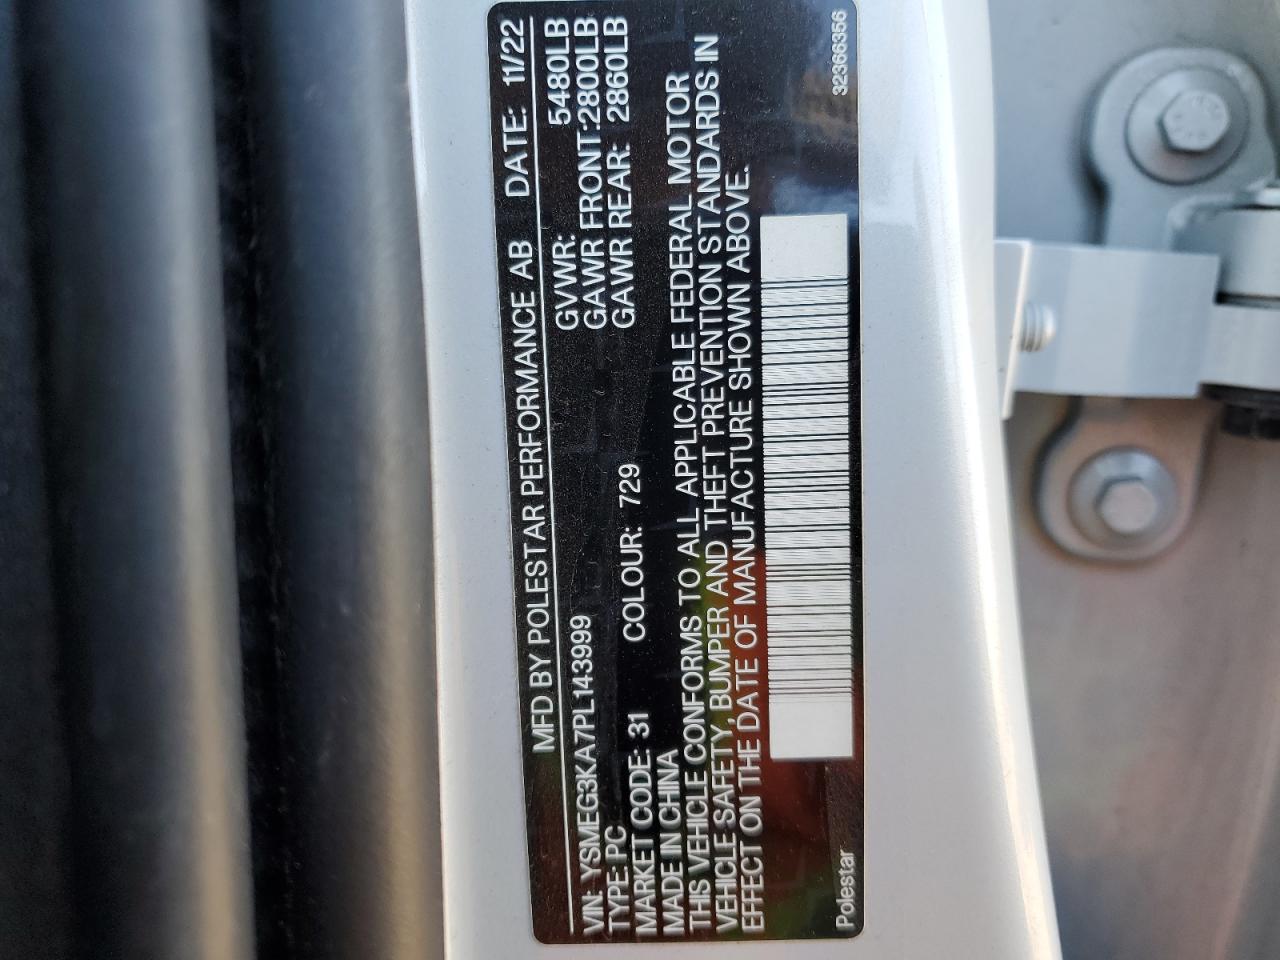 MFD BY POLESTAR PERFORMANCE AB DATE: 11/22
VIN: YSMEG3KA7PL143999 GVWR: 5480LB
TYPE: PC GAWR FRONT:2800LB
MARKET CODE: 31 COLOUR: 729 GAWR REAR: 2860LB
MADE IN CHINA
THIS VEHICLE CONFORMS TO ALL APPLICABLE FEDERAL MOTOR
VEHICLE SAFETY, BUMPER AND THEFT PREVENTION STANDARDS IN
EFFECT ON THE DATE OF MANUFACTURE SHOWN ABOVE.
Polestar 32366356